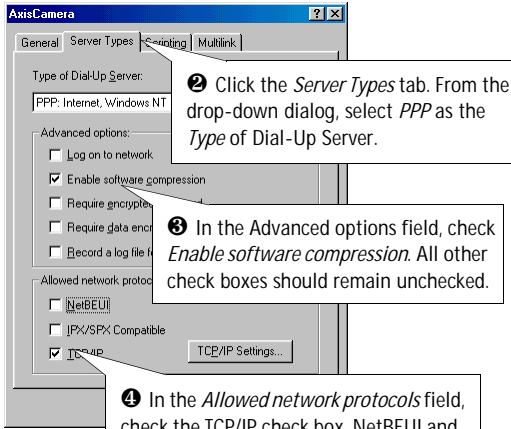 AxisCamera
General Server Types Scripting Multilink
Type of Dial-Up Server:
PPP: Internet, Windows NT
❷ Click the Server Types tab. From the
drop-down dialog, select PPP as the
Type of Dial-Up Server.
Advanced options:
Log on to network
Enable software compression
Require encrypted
Require data encr
Record a log file f
❸ In the Advanced options field, check
Enable software compression. All other
check boxes should remain unchecked.
Allowed network protoc
NetBEUI
IPX/SPX Compatible
TCP/IP
TCP/IP Settings...
❹ In the Allowed network protocols field,
check the TCP/IP check box. NetBEUI and